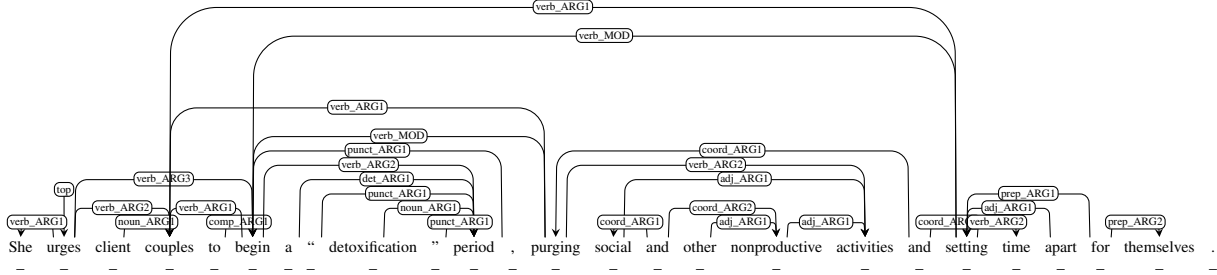 verb_ARG1
verb_MOD
verb_ARG1
verb_MOD
punct_ARG1 coord_ARG1
verb_ARG2 verb_ARG2
verb_ARG3 det_ARG1 adj_ARG1
top punct_ARG1 prep_ARG1
verb_ARG2 verb_ARG1 noun_ARG1 coord_ARG2 adj_ARG1
verb_ARG1 noun_ARG1 comp_ARG1 punct_ARG1 coord_ARG1 adj_ARG1 adj_ARG1 verb_ARG2 prep_ARG2
She urges client couples to begin a “ detoxification ” period , purging social and other nonproductive activities and setting time apart for themselves .